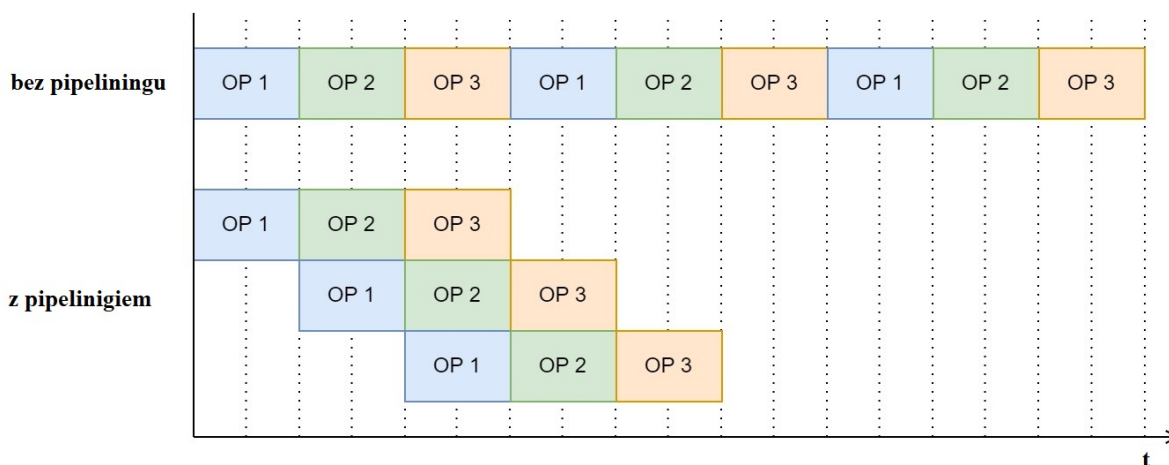 bez pipeliningu
OP 1 OP 2 OP 3 OP 1 OP 2 OP 3 OP 1 OP 2 OP 3
OP 1 OP 2 OP 3
z pipelinigiem
OP 1 OP 2 OP 3
OP 1 OP 2 OP 3
t